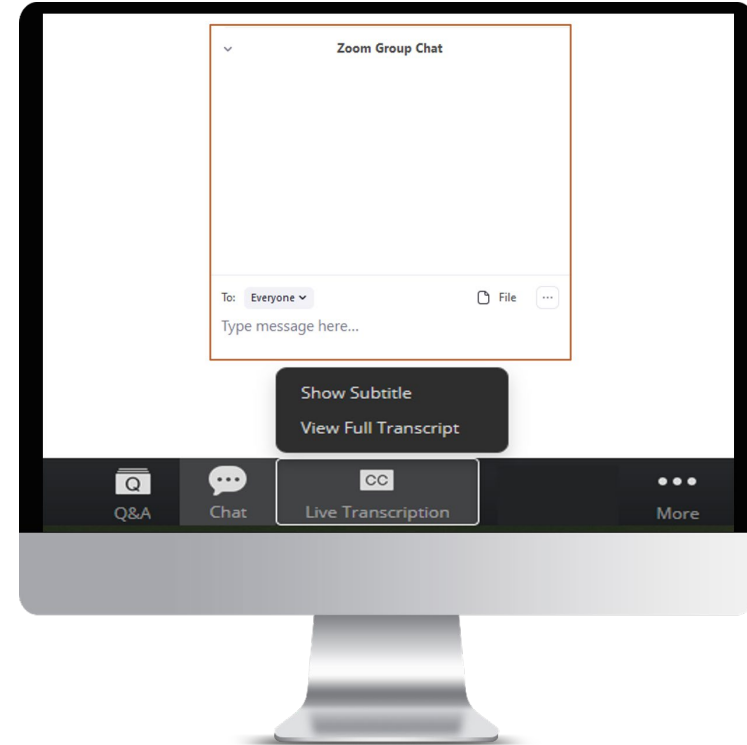 Zoom Group Chat
To: Everyone File ...
Type message here...
Show Subtitle
View Full Transcript
Q CC
Q&A Chat Live Transcription More